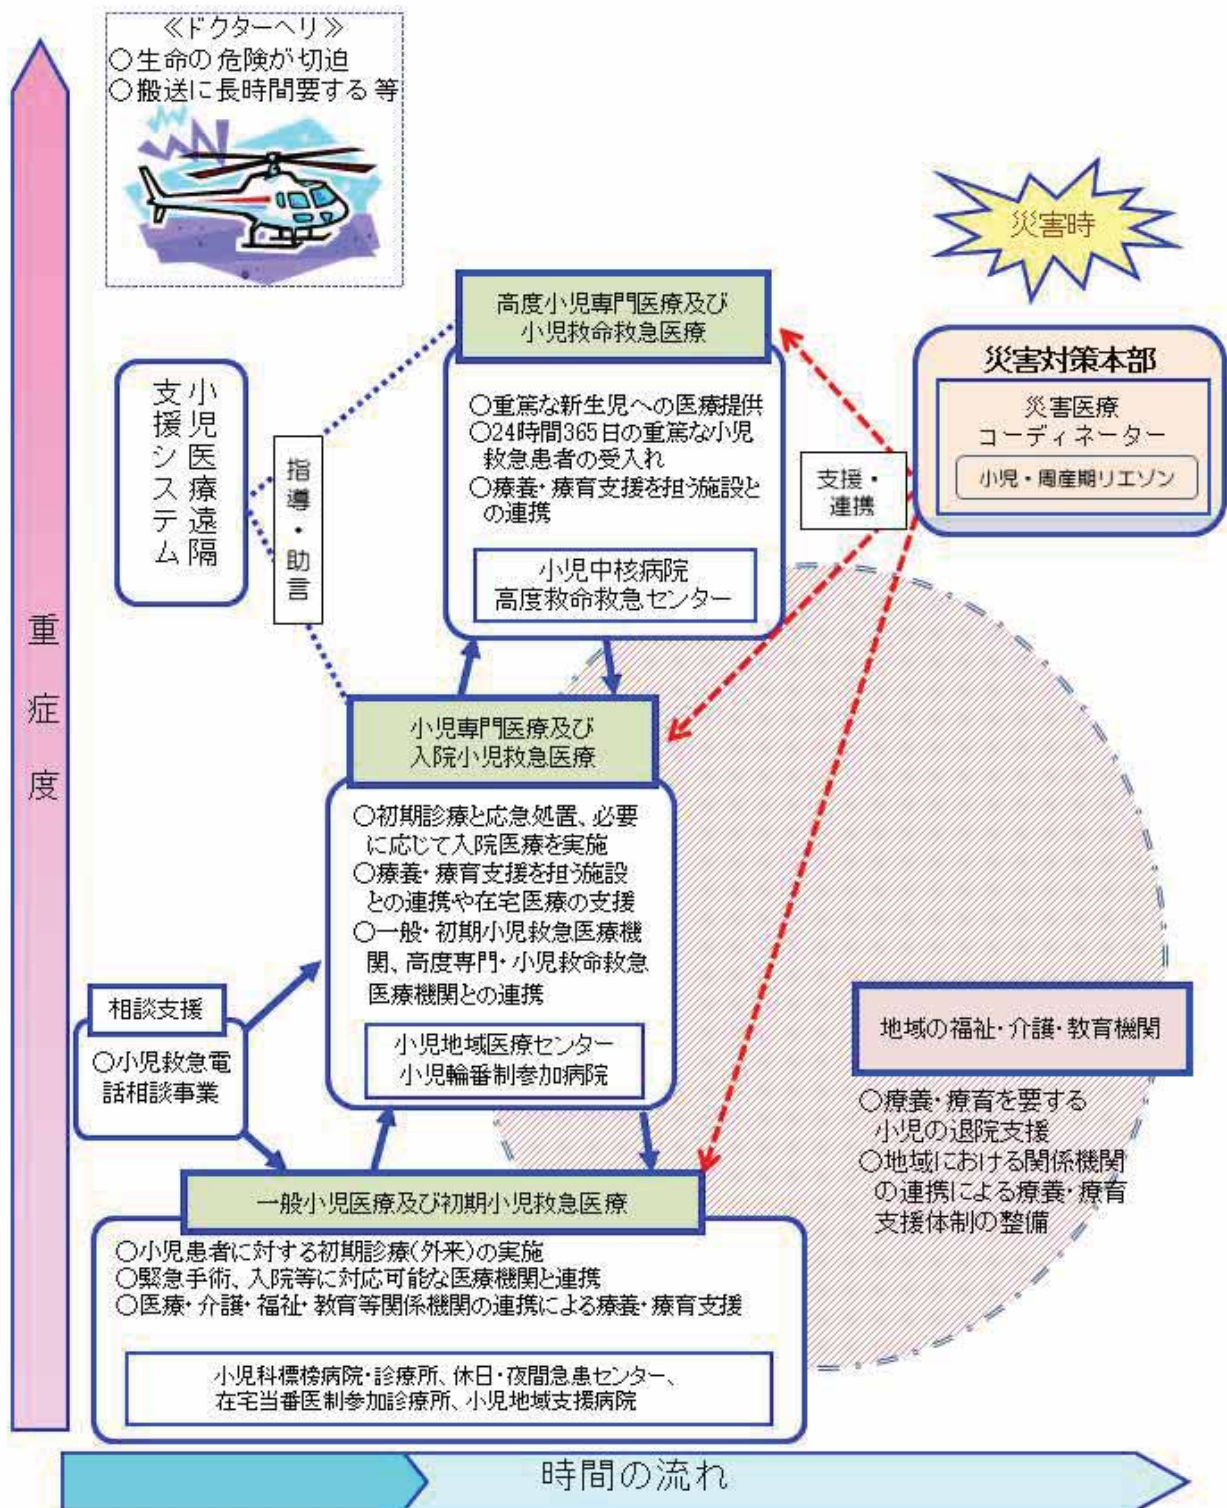 ≪ドクターヘリ≫
○生命の危険が切迫
○搬送に長時間要する等
災害時
高度小児専門医療及び
小児救命救急医療
○重篤な新生児への医療提供
○24時間365日の重篤な小児
救急患者の受入れ
○療養・療育支援を担う施設と
の連携
小児中核病院
高度救命救急センター
災害対策本部
災害医療
コーディネーター
小児・周産期リエゾン
支援・
連携
小児医療遠隔
支援システム
指導・助言
重症度
小児専門医療及び
入院小児救急医療
○初期診療と応急処置、必要
に応じて入院医療を実施
○療養・療育支援を担う施設
との連携や在宅医療の支援
○一般・初期小児救急医療機
関、高度専門・小児救命救急
医療機関との連携
小児地域医療センター
小児輪番制参加病院
相談支援
○小児救急電
話相談事業
地域の福祉・介護・教育機関
○療養・療育を要する
小児の退院支援
○地域における関係機関
の連携による療養・療育
支援体制の整備
一般小児医療及び初期小児救急医療
○小児患者に対する初期診療(外来)の実施
○緊急手術、入院等に対応可能な医療機関と連携
○医療・介護・福祉・教育等関係機関の連携による療養・療育支援
小児科標榜病院・診療所、休日・夜間急患センター、
在宅当番医制参加診療所、小児地域支援病院
時間の流れ